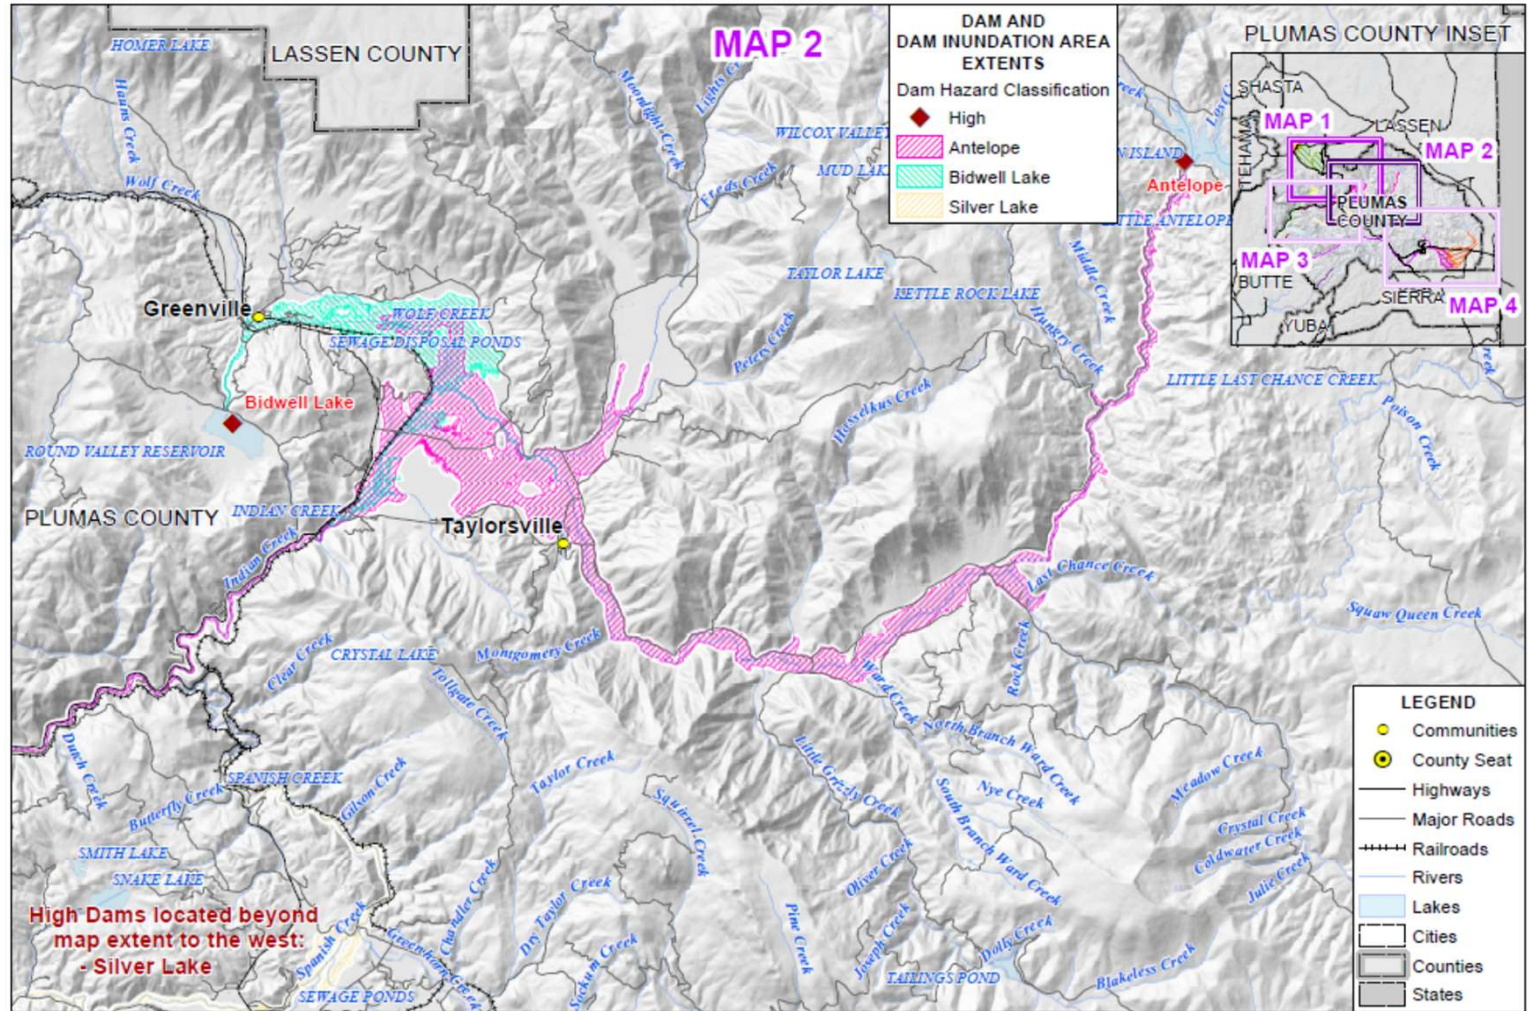 MAP 2
HOMER LAKE
LASSEN COUNTY
Hauns Creek
Wolf Creek
Moonlight Creek
Lights Cr
WILCOX VALLEY
MUD LAK
Freds Creek
DAM AND
DAM INUNDATION AREA
EXTENTS
Dam Hazard Classification
High
Antelope
Bidwell Lake
Silver Lake
reek
Lost C
N ISLAND
Antelope
LITTLE ANTELOPE
PLUMAS COUNTY INSET
SHASTA
MAP 1
LASSEN
TEHAMA
MAP 2
PLUMAS
COUNTY
MAP 3
BUTTE
SIERRA
MAP 4
YUBA
Greenville
WOLF CREEK
SEWAGE DISPOSAL PONDS
TAYLOR LAKE
KETTLE ROCK LAKE
Middle Creek
Hungry Creek
Peters Creek
reek
LITTLE LAST CHANCE CREEK
Poison Creek
Bidwell Lake
Hosselkus Creek
ROUND VALLEY RESERVOIR
PLUMAS COUNTY
INDIAN CREEK
Taylorsville
Indian Creek
Last Chance Creek
Squaw Queen Creek
Clear Creek
CRYSTAL LAKE
Montgomery Creek
Tollgate Creek
Rock Creek
Ward Creek
North Branch Ward Creek
Dutch Creek
SPANISH CREEK
Butterfly Creek
Gilson Creek
Taylor Creek
Squirrel Creek
Little Grizzly Creek
South Branch Ward Creek
Nye Creek
Meadow Creek
Crystal Creek
Coldwater Creek
Julie Creek
SMITH LAKE
SNAKE LAKE
High Dams located beyond
map extent to the west:
- Silver Lake
Spanish Creek
SEWAGE PONDS
Greenhorn Creek
Chandler Creek
Dry Taylor Creek
Sockum Creek
Pine Creek
Oliver Creek
Joseph Creek
Dolly Creek
TAILINGS POND
Blakeless Creek
LEGEND
Communities
County Seat
Highways
Major Roads
Railroads
Rivers
Lakes
Cities
Counties
States